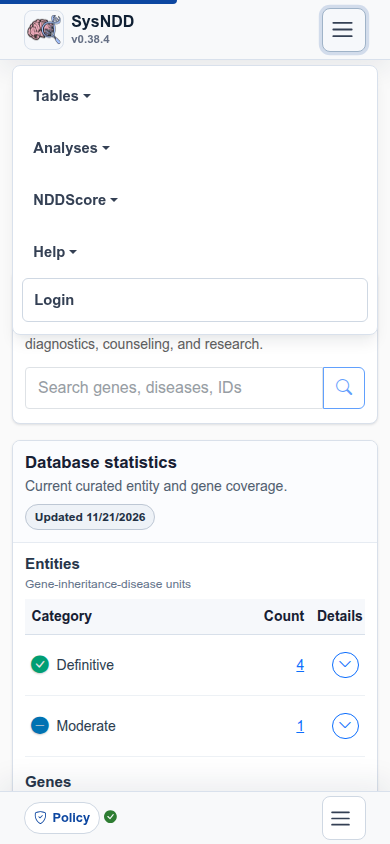 SysNDD
v0.38.4
Tables
Analyses
NDDScore
Help
Login
diagnostics, counseling, and research.
Search genes, diseases, IDs
Database statistics
Current curated entity and gene coverage.
Updated 11/21/2026
Entities
Gene-inheritance-disease units
Category Count Details
Definitive 4
Moderate 1
Genes
Policy